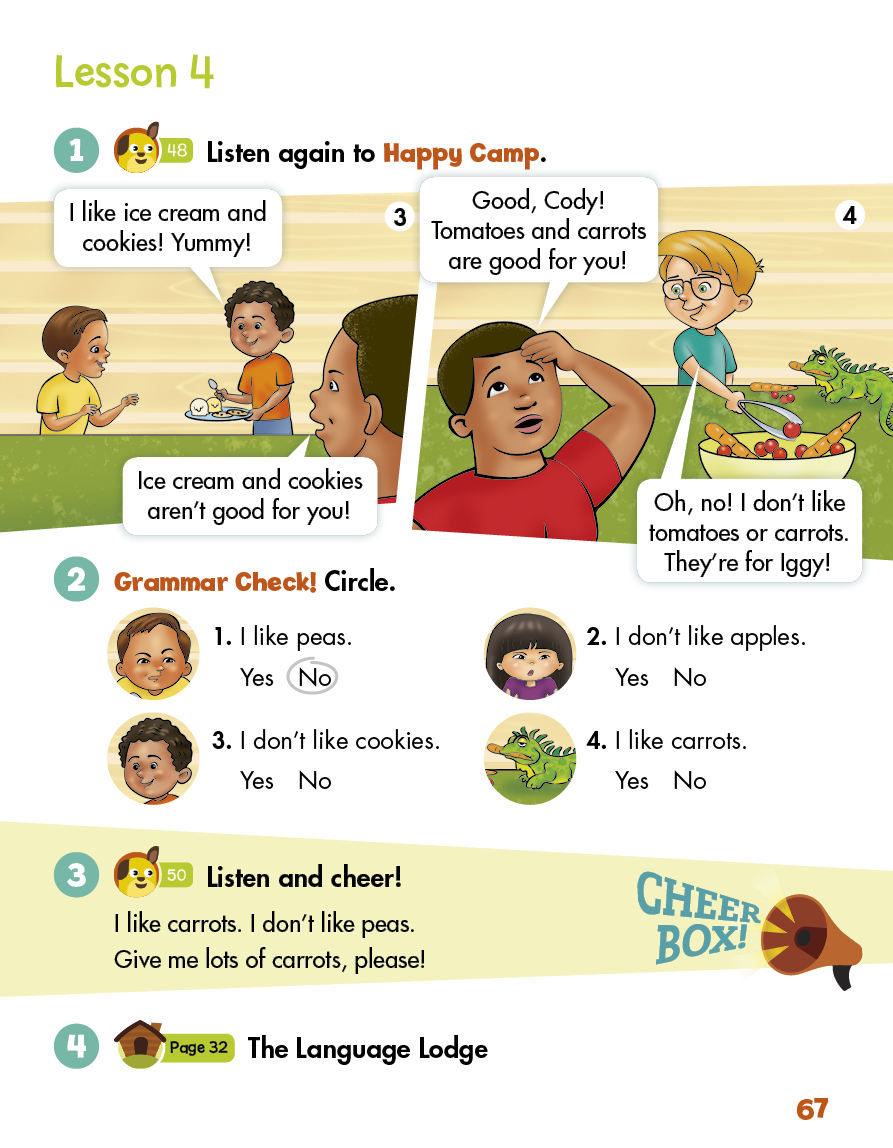 Lesson 4
1
48
Listen again to Happy Camp.
I like ice cream and
cookies! Yummy!
3
Ice cream and cookies
aren't good for you!
Good, Cody!
Tomatoes and carrots
are good for you!
4
Oh, no! I don't like
tomatoes or carrots.
They're for Iggy!
2
Grammar Check! Circle.
1. I like peas.
Yes No
2. I don't like apples.
Yes No
3. I don't like cookies.
Yes No
4. I like carrots.
Yes No
3
50
Listen and cheer!
I like carrots. I don't like peas.
Give me lots of carrots, please!
CHEER
BOX!
4
Page 32
The Language Lodge
67